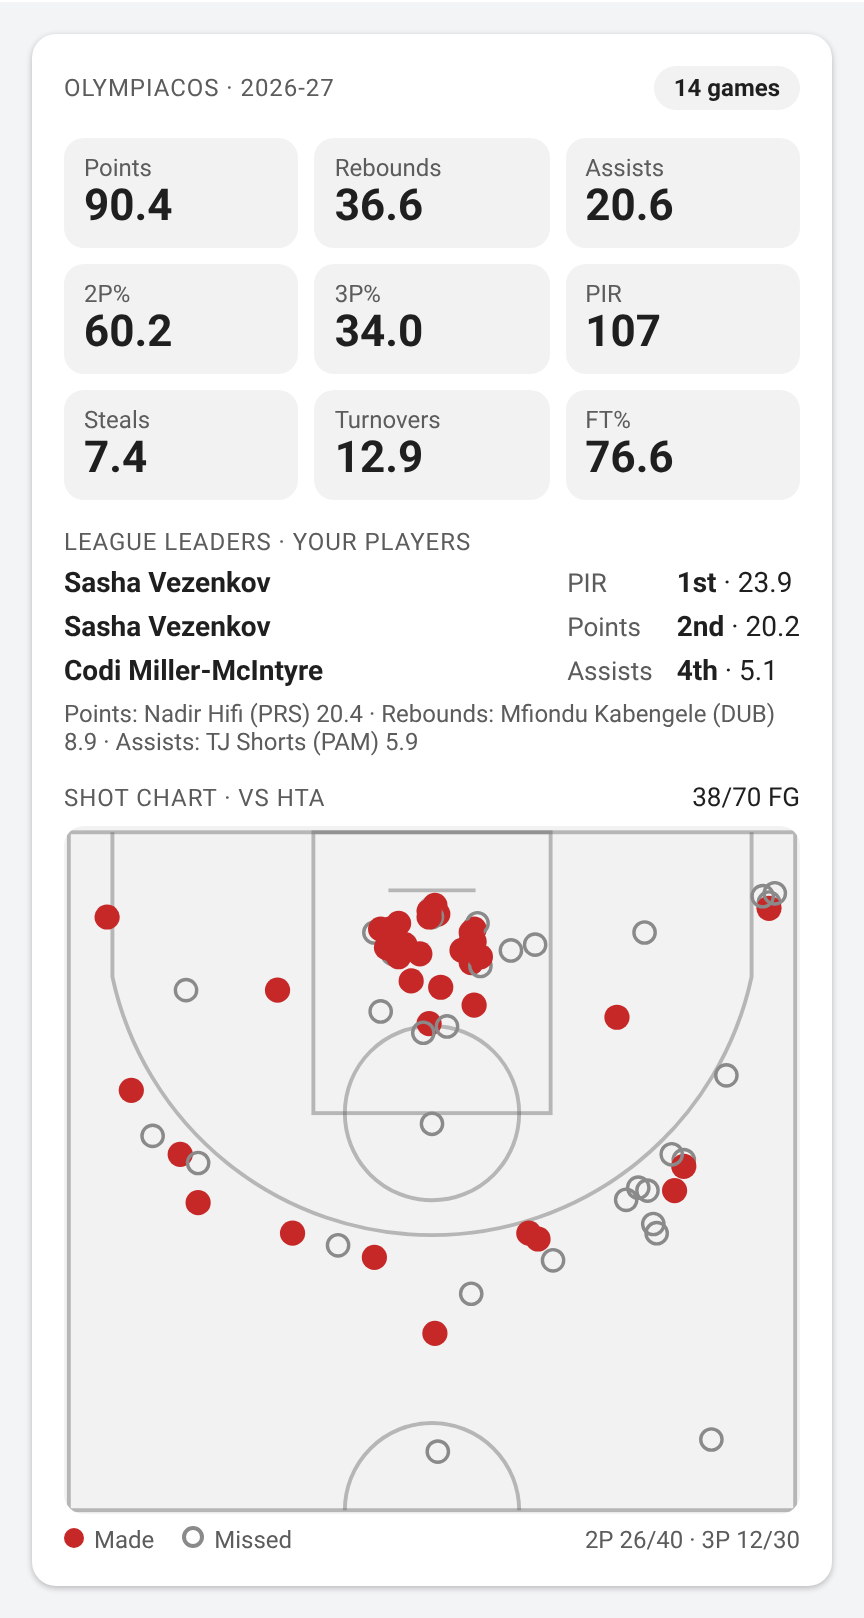 OLYMPIACOS · 2026-27
14 games
Points
90.4
Rebounds
36.6
Assists
20.6
2P%
60.2
3P%
34.0
PIR
107
Steals
7.4
Turnovers
12.9
FT%
76.6
LEAGUE LEADERS · YOUR PLAYERS
Sasha Vezenkov PIR 1st · 23.9
Sasha Vezenkov Points 2nd · 20.2
Codi Miller-McIntyre Assists 4th · 5.1
Points: Nadir Hifi (PRS) 20.4 · Rebounds: Mfiondu Kabengele (DUB)
8.9 · Assists: TJ Shorts (PAM) 5.9
SHOT CHART · VS HTA
38/70 FG
Made
Missed
2P 26/40 · 3P 12/30